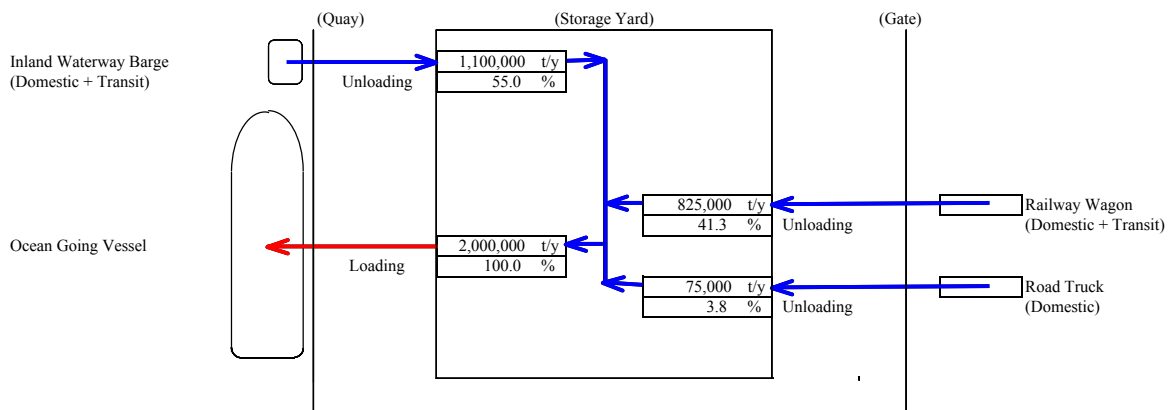 (Quay) (Storage Yard) (Gate)
Inland Waterway Barge
(Domestic + Transit)
Unloading
1,100,000 t/y
55.0 %
825,000 t/y
41.3 %
Unloading
Railway Wagon
(Domestic + Transit)
Ocean Going Vessel
Loading
2,000,000 t/y
100.0 %
75,000 t/y
3.8 %
Unloading
Road Truck
(Domestic)